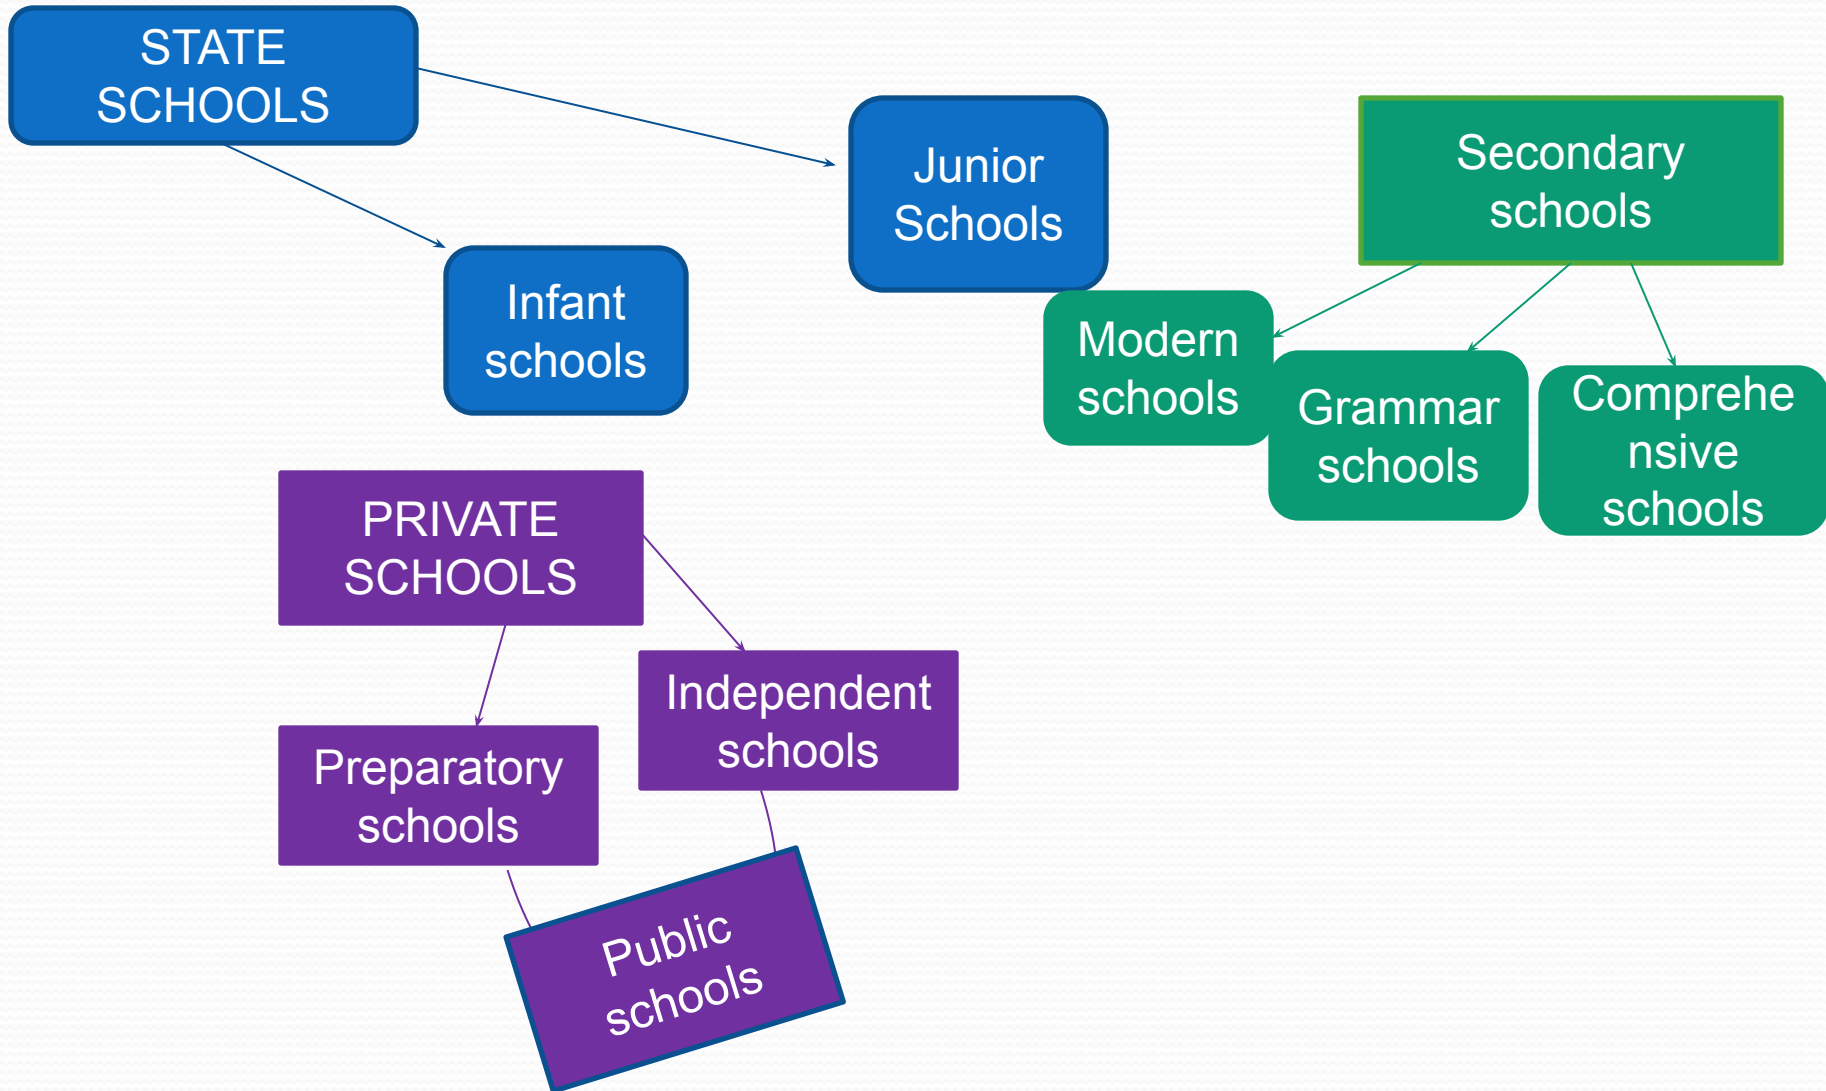 STATE
SCHOOLS
Junior
Schools
Secondary
schools
Infant
schools
Modern
schools
Grammar
schools
Comprehe
nsive
schools
PRIVATE
SCHOOLS
Independent
schools
Preparatory
schools
Public
schools